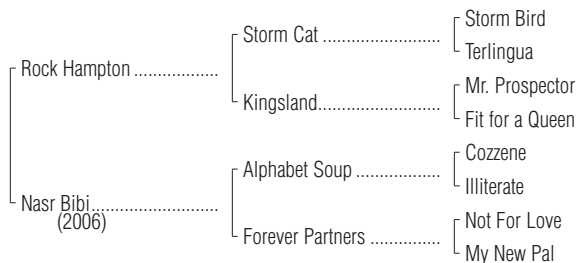 Storm Bird
Storm Cat ........................
Terlingua
Rock Hampton .................
Mr. Prospector
Kingsland.........................
Fit for a Queen
Cozzene
Alphabet Soup .................
Illiterate
Nasr Bibi.........................
(2006)
Not For Love
Forever Partners ..............
My New Pal